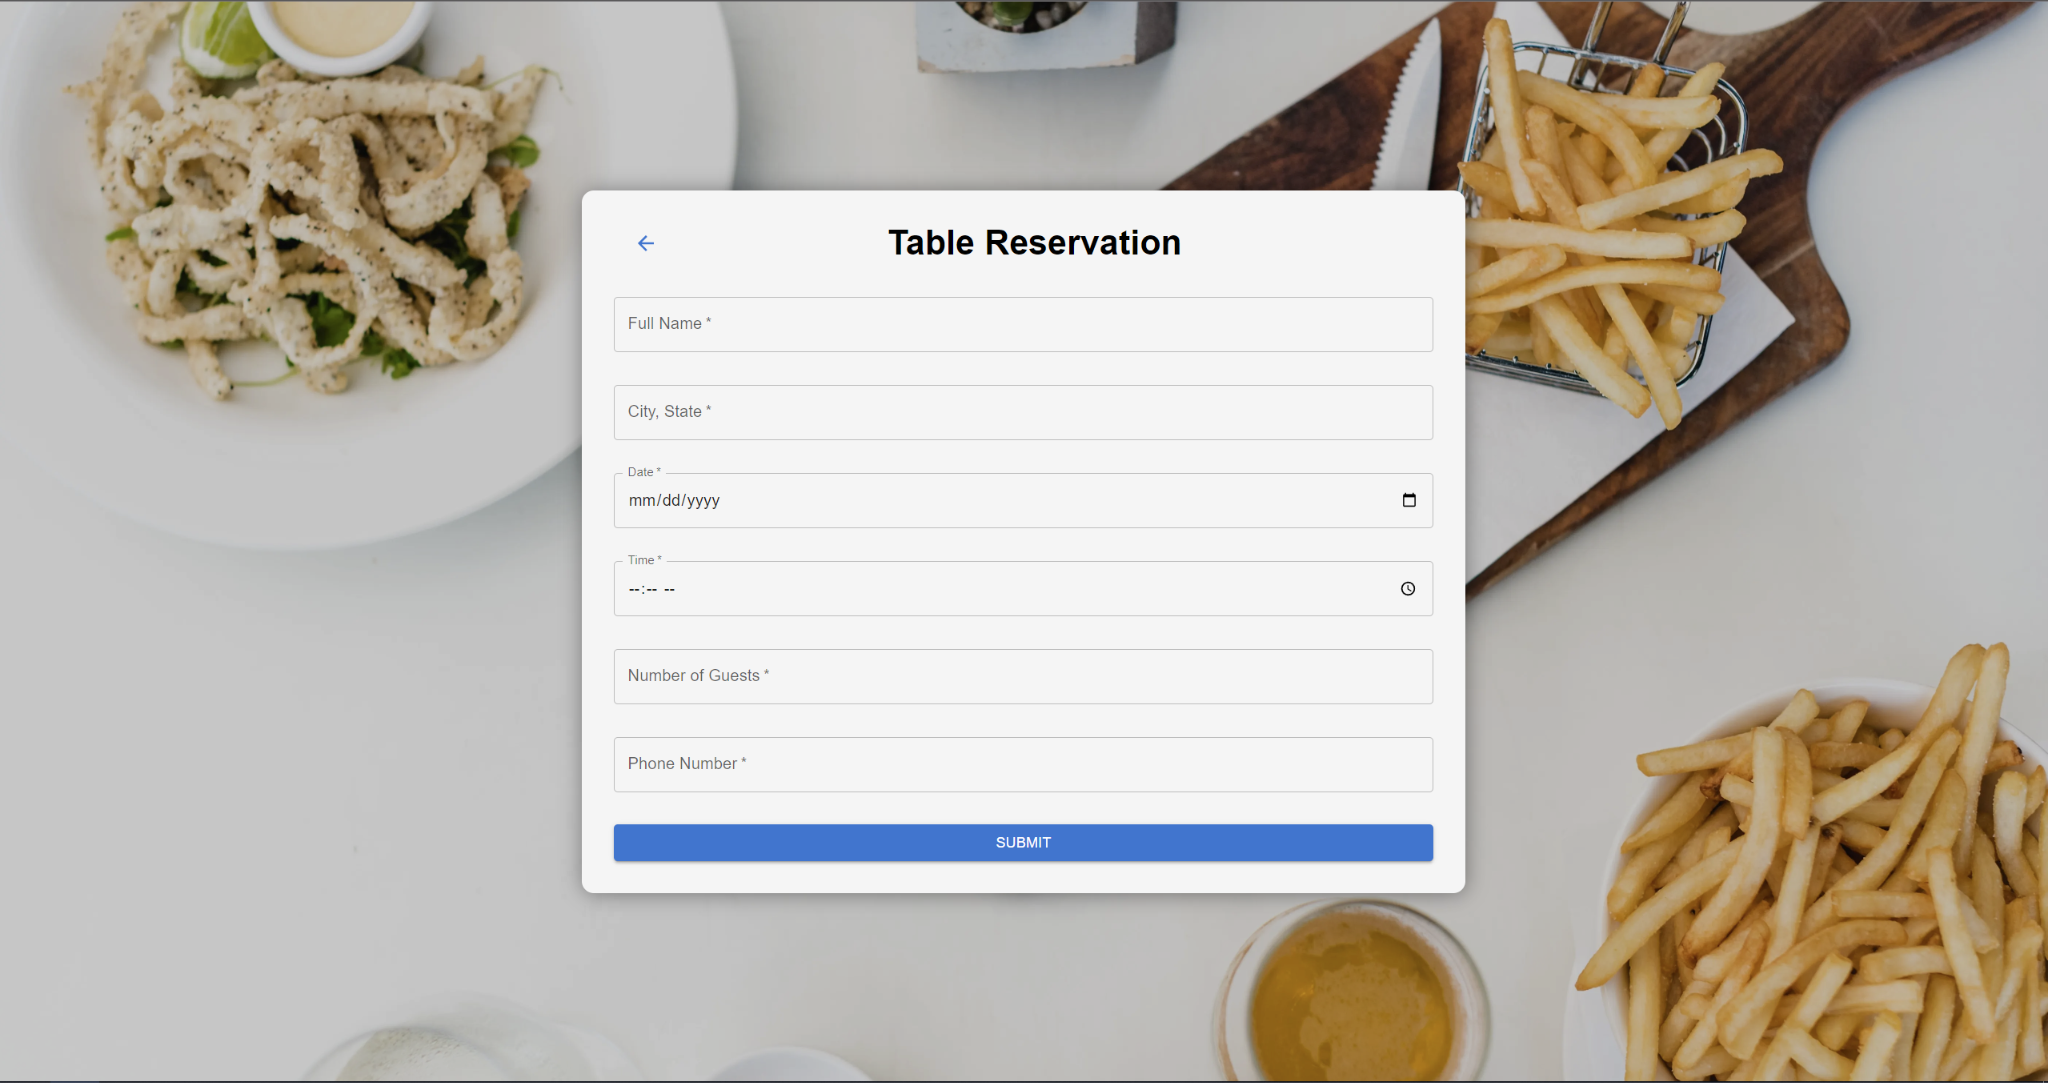 Table Reservation
Full Name *
City, State *
Date *
mm/dd/yyyy
Time *
--:-- --
Number of Guests *
Phone Number *
SUBMIT